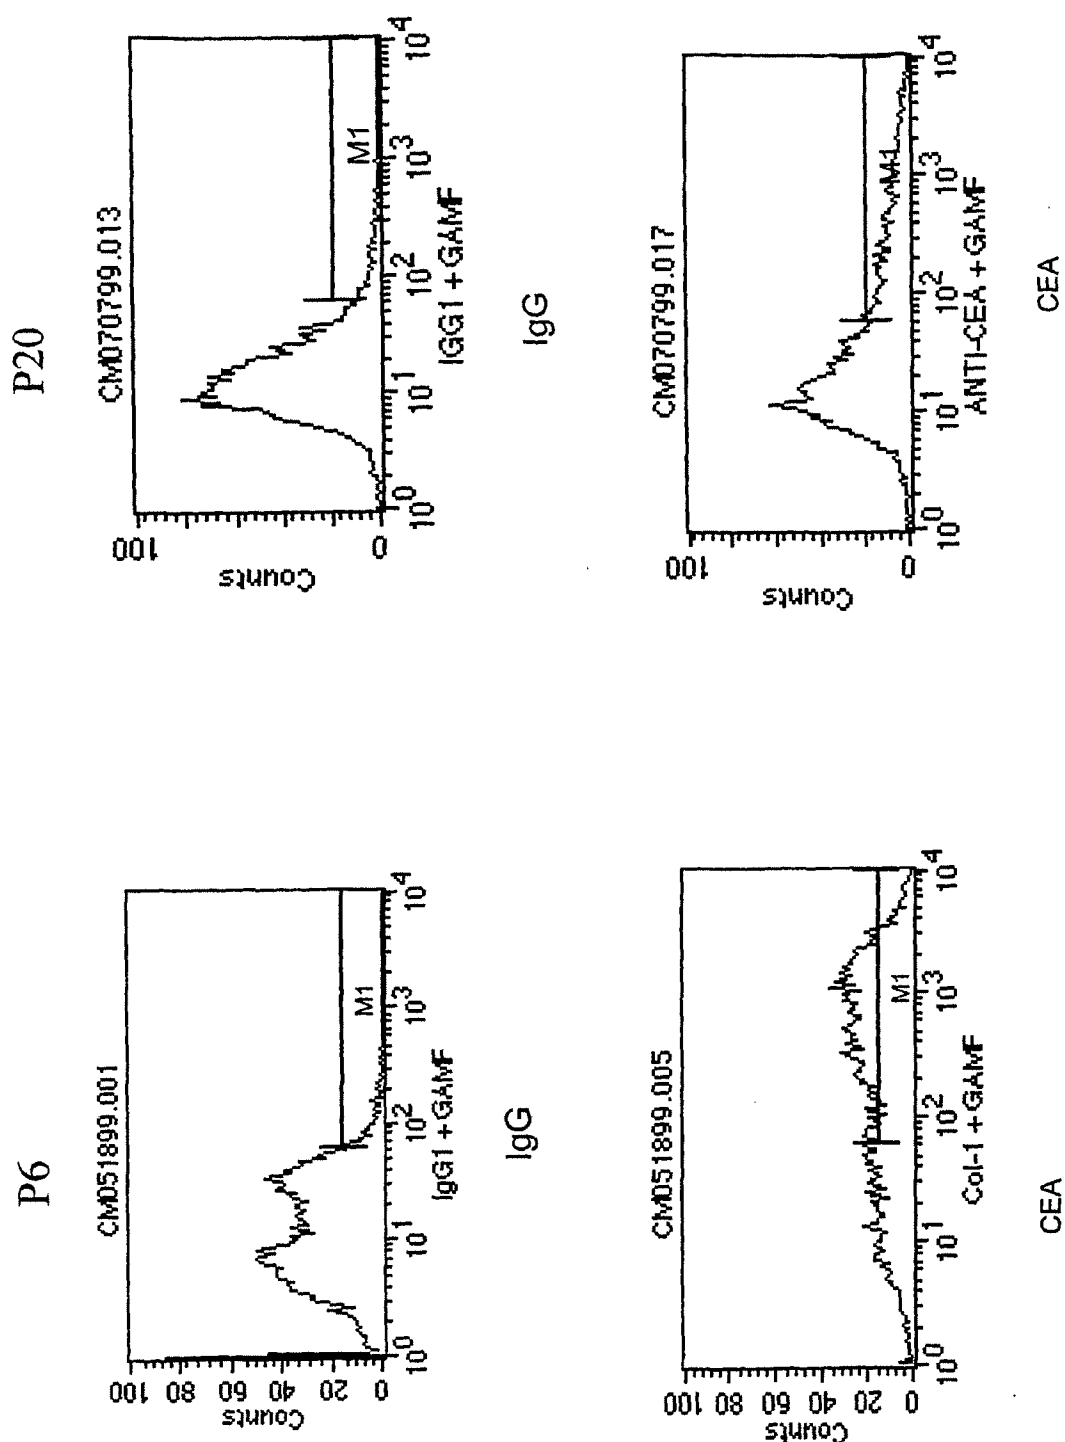 P6
P20
CM051899.001
Counts
100
80
60
40
20
0
M1
10^0
10^1
10^2
10^3
10^4
IgG1 + GAMF
IgG
CM070799.013
Counts
100
0
M1
10^0
10^1
10^2
10^3
10^4
IGG1 + GAMF
IgG
CM051899.005
Counts
100
80
60
40
20
0
M1
10^0
10^1
10^2
10^3
10^4
Col-1 + GAMF
CEA
CM070799.017
Counts
100
0
M1
10^0
10^1
10^2
10^3
10^4
ANTI-CEA + GAMF
CEA